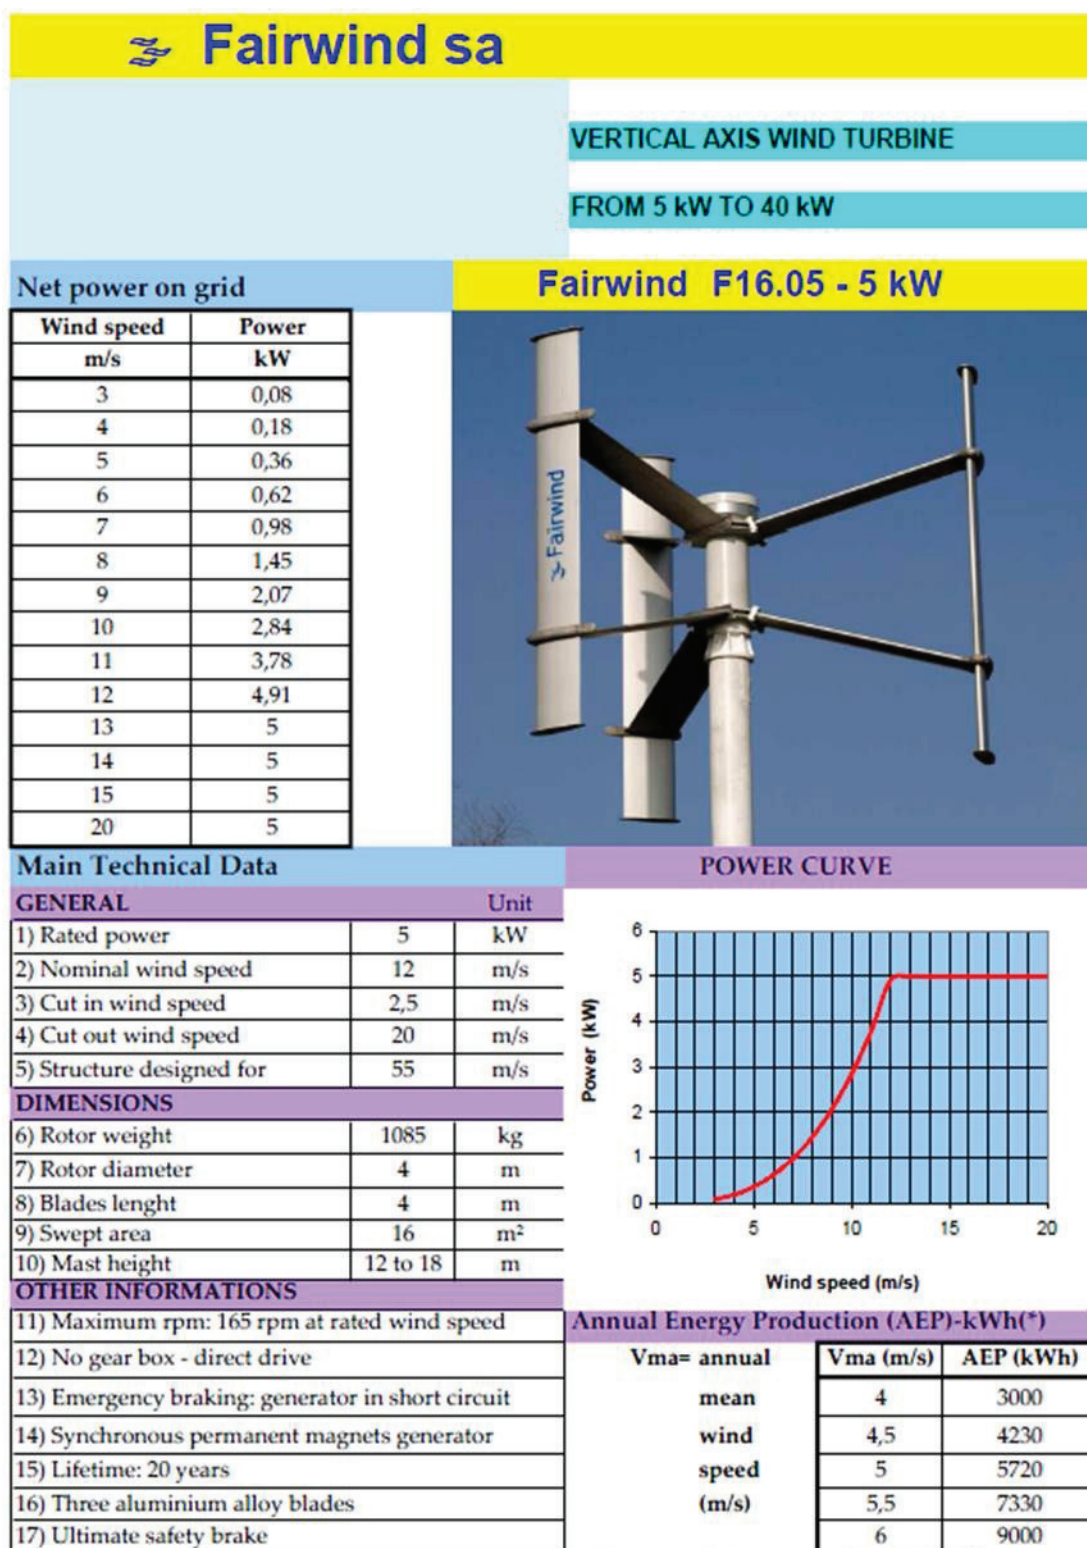 Fairwind sa
VERTICAL AXIS WIND TURBINE
FROM 5 kW TO 40 kW
Net power on grid
Fairwind F16.05 - 5 kW
Wind speed Power
m/s kW
3 0,08
4 0,18
5 0,36
6 0,62
7 0,98
8 1,45
9 2,07
10 2,84
11 3,78
12 4,91
13 5
14 5
15 5
20 5
Fairwind
Main Technical Data
GENERAL Unit
1) Rated power 5 kW
2) Nominal wind speed 12 m/s
3) Cut in wind speed 2,5 m/s
4) Cut out wind speed 20 m/s
5) Structure designed for 55 m/s
DIMENSIONS
6) Rotor weight 1085 kg
7) Rotor diameter 4 m
8) Blades lenght 4 m
9) Swept area 16 m²
10) Mast height 12 to 18 m
OTHER INFORMATIONS
11) Maximum rpm: 165 rpm at rated wind speed
12) No gear box - direct drive
13) Emergency braking: generator in short circuit
14) Synchronous permanent magnets generator
15) Lifetime: 20 years
16) Three aluminium alloy blades
17) Ultimate safety brake
POWER CURVE
Power (kW)
6
5
4
3
2
1
0
0 5 10 15 20
Wind speed (m/s)
Annual Energy Production (AEP)-kWh(*)
Vma= annual Vma (m/s) AEP (kWh)
mean 4 3000
wind 4,5 4230
speed 5 5720
(m/s) 5,5 7330
6 9000